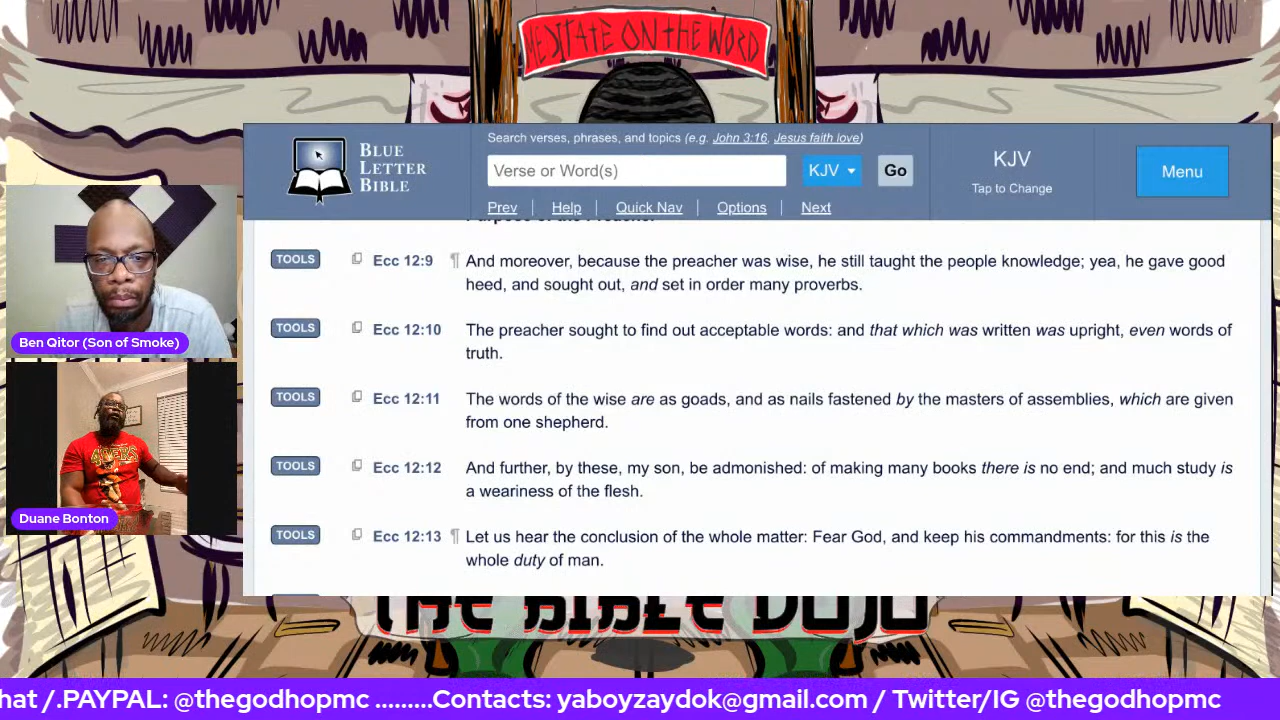 MEDITATE ON THE WORD
BLUE
LETTER
BIBLE
Search verses, phrases, and topics (e.g. John 3:16, Jesus faith love)
Verse or Word(s)
KJV
Go
Prev
Help
Quick Nav
Options
Next
KJV
Tap to Change
Menu
Purpose of the Preacher
TOOLS Ecc 12:9 ¶ And moreover, because the preacher was wise, he still taught the people knowledge; yea, he gave good
heed, and sought out, and set in order many proverbs.
TOOLS Ecc 12:10 The preacher sought to find out acceptable words: and that which was written was upright, even words of
truth.
TOOLS Ecc 12:11 The words of the wise are as goads, and as nails fastened by the masters of assemblies, which are given
from one shepherd.
TOOLS Ecc 12:12 And further, by these, my son, be admonished: of making many books there is no end; and much study is
a weariness of the flesh.
TOOLS Ecc 12:13 ¶ Let us hear the conclusion of the whole matter: Fear God, and keep his commandments: for this is the
whole duty of man.
Ben Qitor (Son of Smoke)
49ERS
Duane Bonton
THE BIBLE DOJO
hat /.PAYPAL: @thegodhopmc .........Contacts: yaboyzaydok@gmail.com / Twitter/IG @thegodhopmc